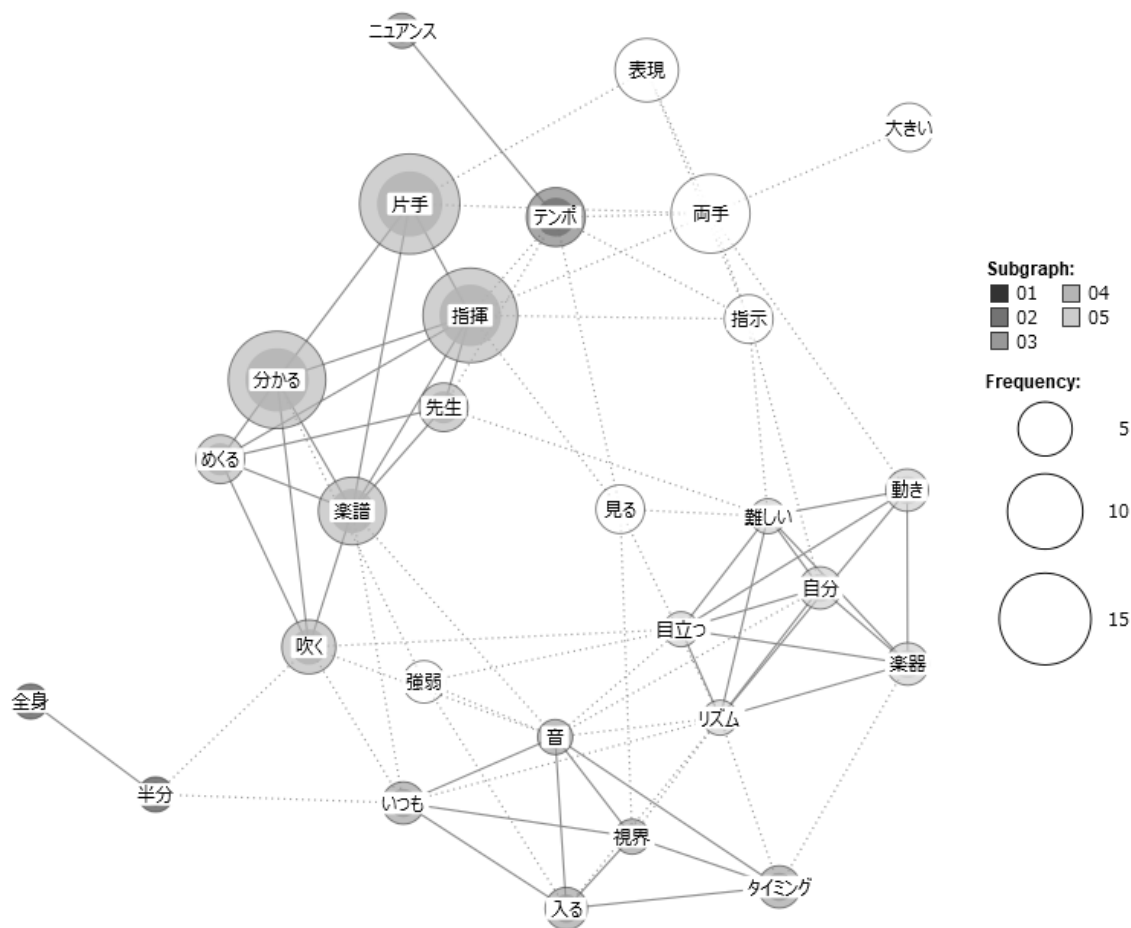 ニュアンス
表現
大きい
片手
テンポ
両手
指揮
指示
分かる
先生
めくる
楽譜
見る
難しい
動き
自分
目立つ
吹く
楽器
強弱
リズム
全身
音
半分
いつも
視界
タイミング
入る
Subgraph:
01 04
02 05
03
Frequency:
5
10
15